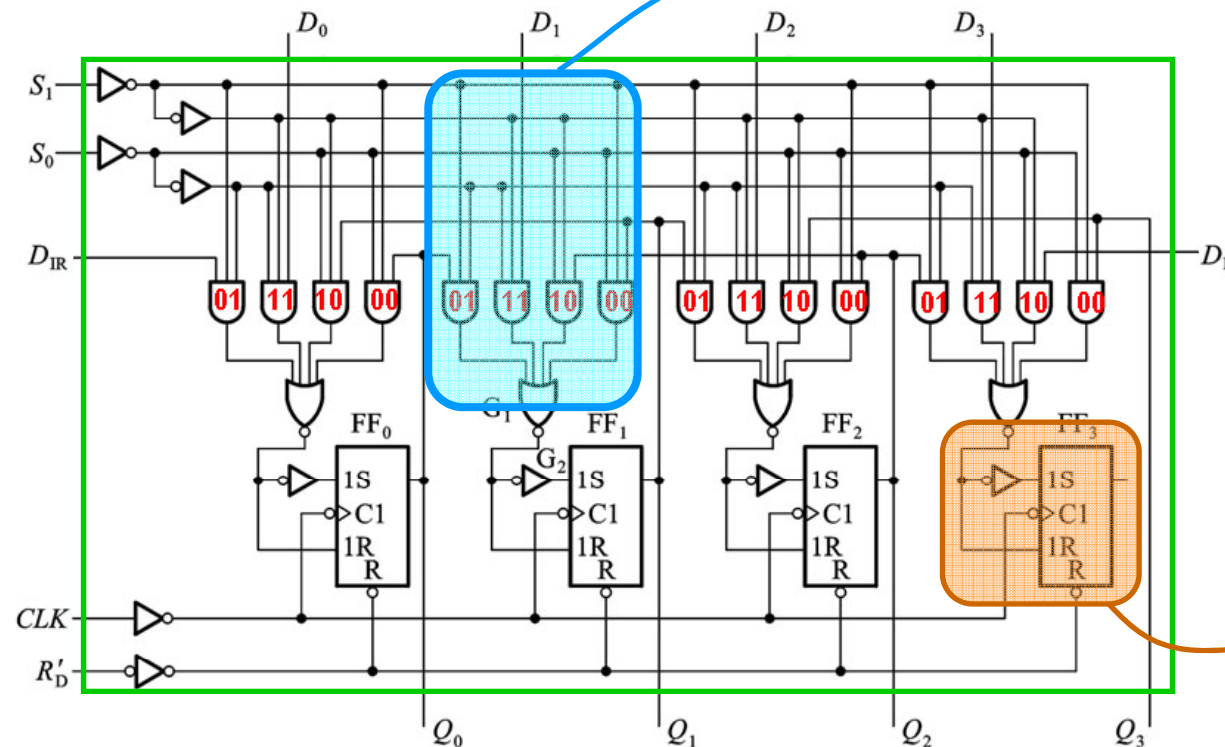 D₀ D₁ D₂ D₃
S₁
S₀
D_IR
01 11 10 00 01 11 10 00 01 11 10 00 01 11 10 00
G₁
FF₀ FF₁ FF₂ FF₃
G₂
1S 1S 1S 1S
C1 C1 C1 C1
1R 1R 1R 1R
R R R R
CLK
R′_D
Q₀ Q₁ Q₂ Q₃